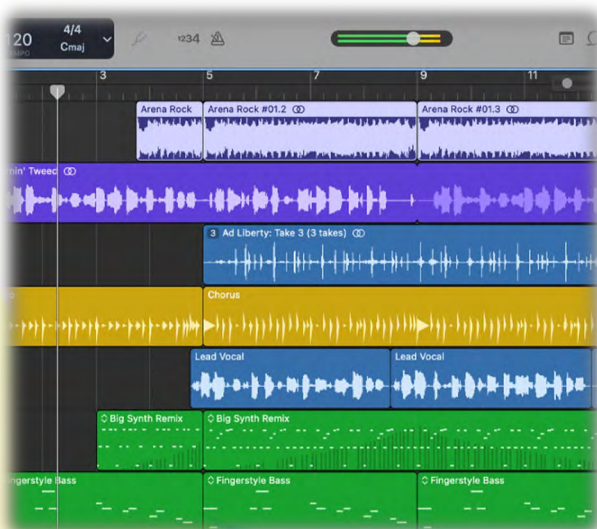 120
4/4
Cmaj
TEMPO
1234
3
5
7
9
11
Arena Rock
Arena Rock #01.2
Arena Rock #01.3
min' Tweed
3 Ad Liberty: Take 3 (3 takes)
Chorus
Lead Vocal
Lead Vocal
Big Synth Remix
Big Synth Remix
Fingerstyle Bass
Fingerstyle Bass
Fingerstyle Bass